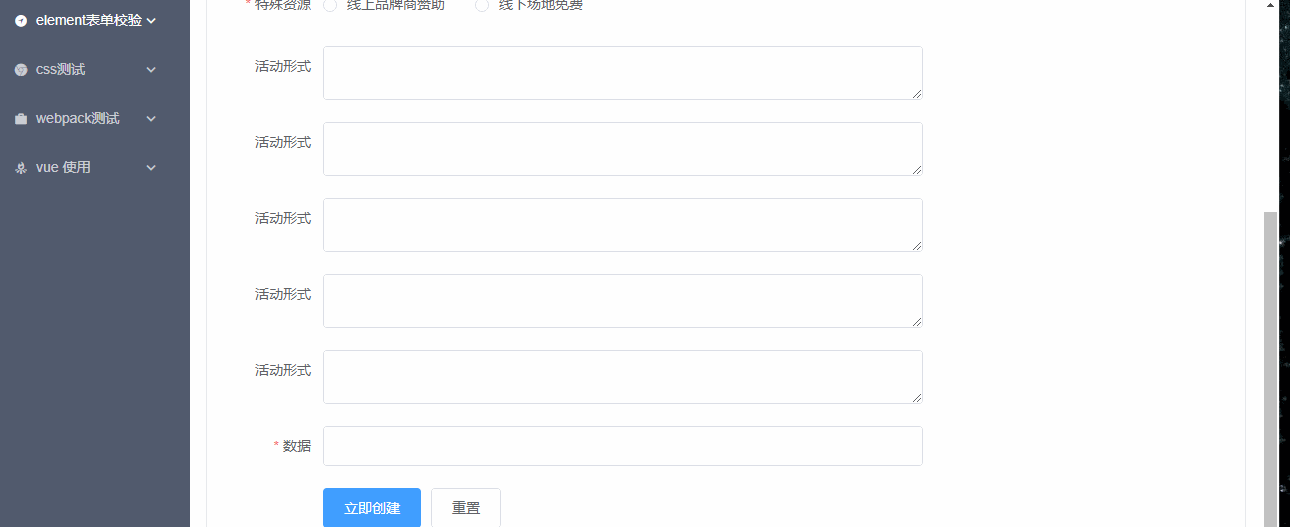 element表单校验
css测试
webpack测试
vue 使用
* 特殊资源 线上品牌商赞助 线下场地免费
活动形式
活动形式
活动形式
活动形式
活动形式
* 数据
立即创建 重置